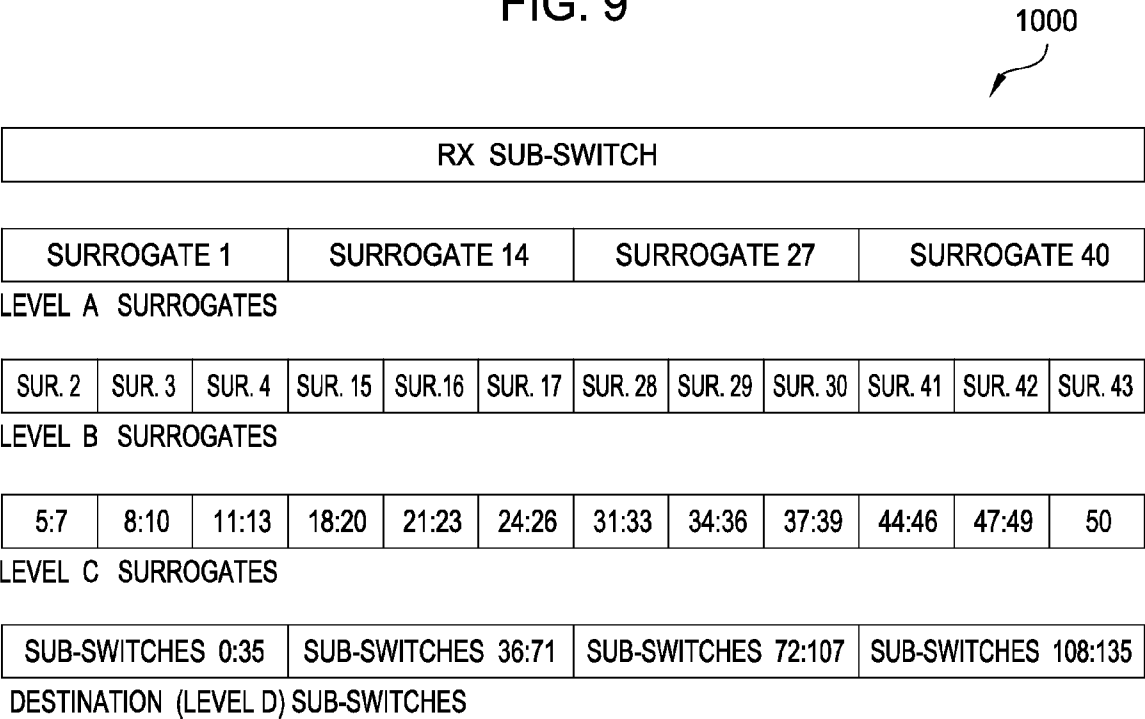 FIG. 9
1000
RX SUB-SWITCH
SURROGATE 1 SURROGATE 14 SURROGATE 27 SURROGATE 40
LEVEL A SURROGATES
SUR. 2 SUR. 3 SUR. 4 SUR. 15 SUR.16 SUR. 17 SUR. 28 SUR. 29 SUR. 30 SUR. 41 SUR. 42 SUR. 43
LEVEL B SURROGATES
5:7 8:10 11:13 18:20 21:23 24:26 31:33 34:36 37:39 44:46 47:49 50
LEVEL C SURROGATES
SUB-SWITCHES 0:35 SUB-SWITCHES 36:71 SUB-SWITCHES 72:107 SUB-SWITCHES 108:135
DESTINATION (LEVEL D) SUB-SWITCHES